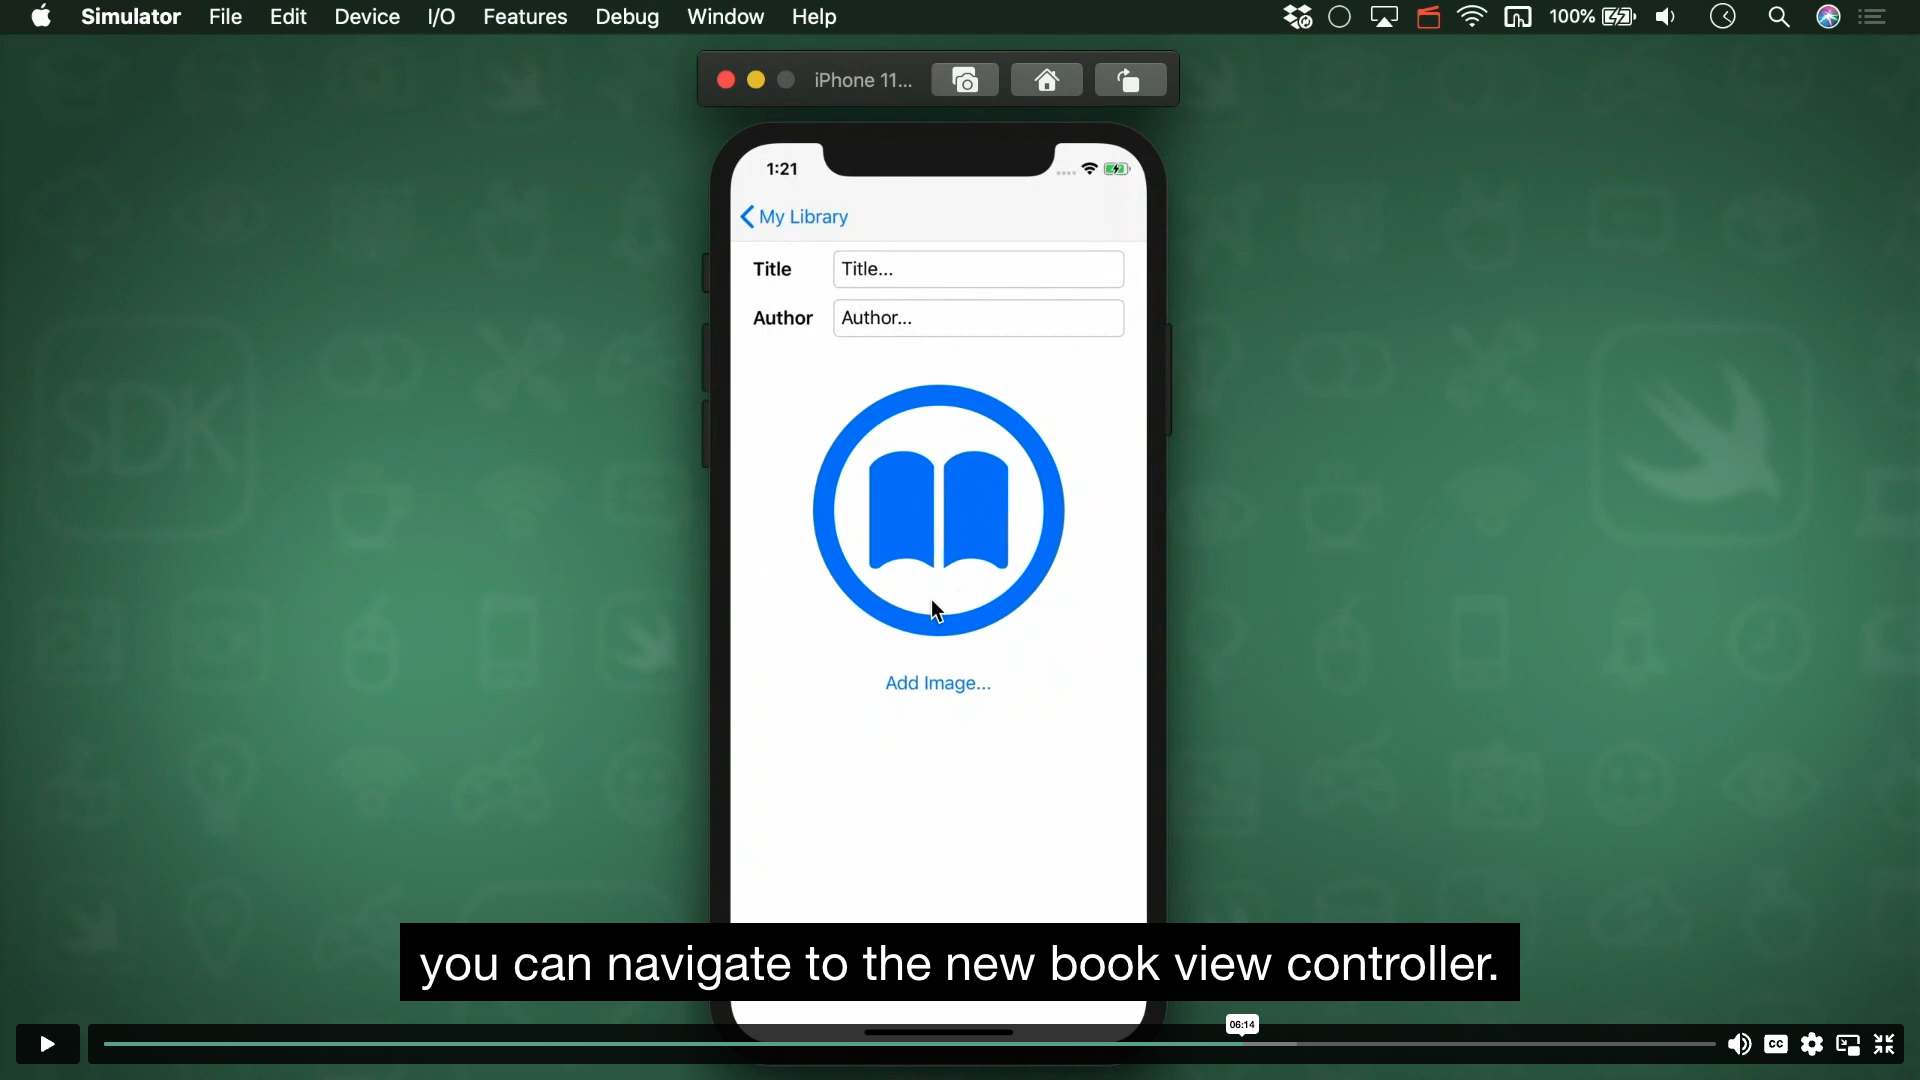 Simulator File Edit Device I/O Features Debug Window Help 100%
iPhone 11...
1:21
My Library
Title Title...
Author Author...
SDK
Add Image...
you can navigate to the new book view controller.
06:14
CC